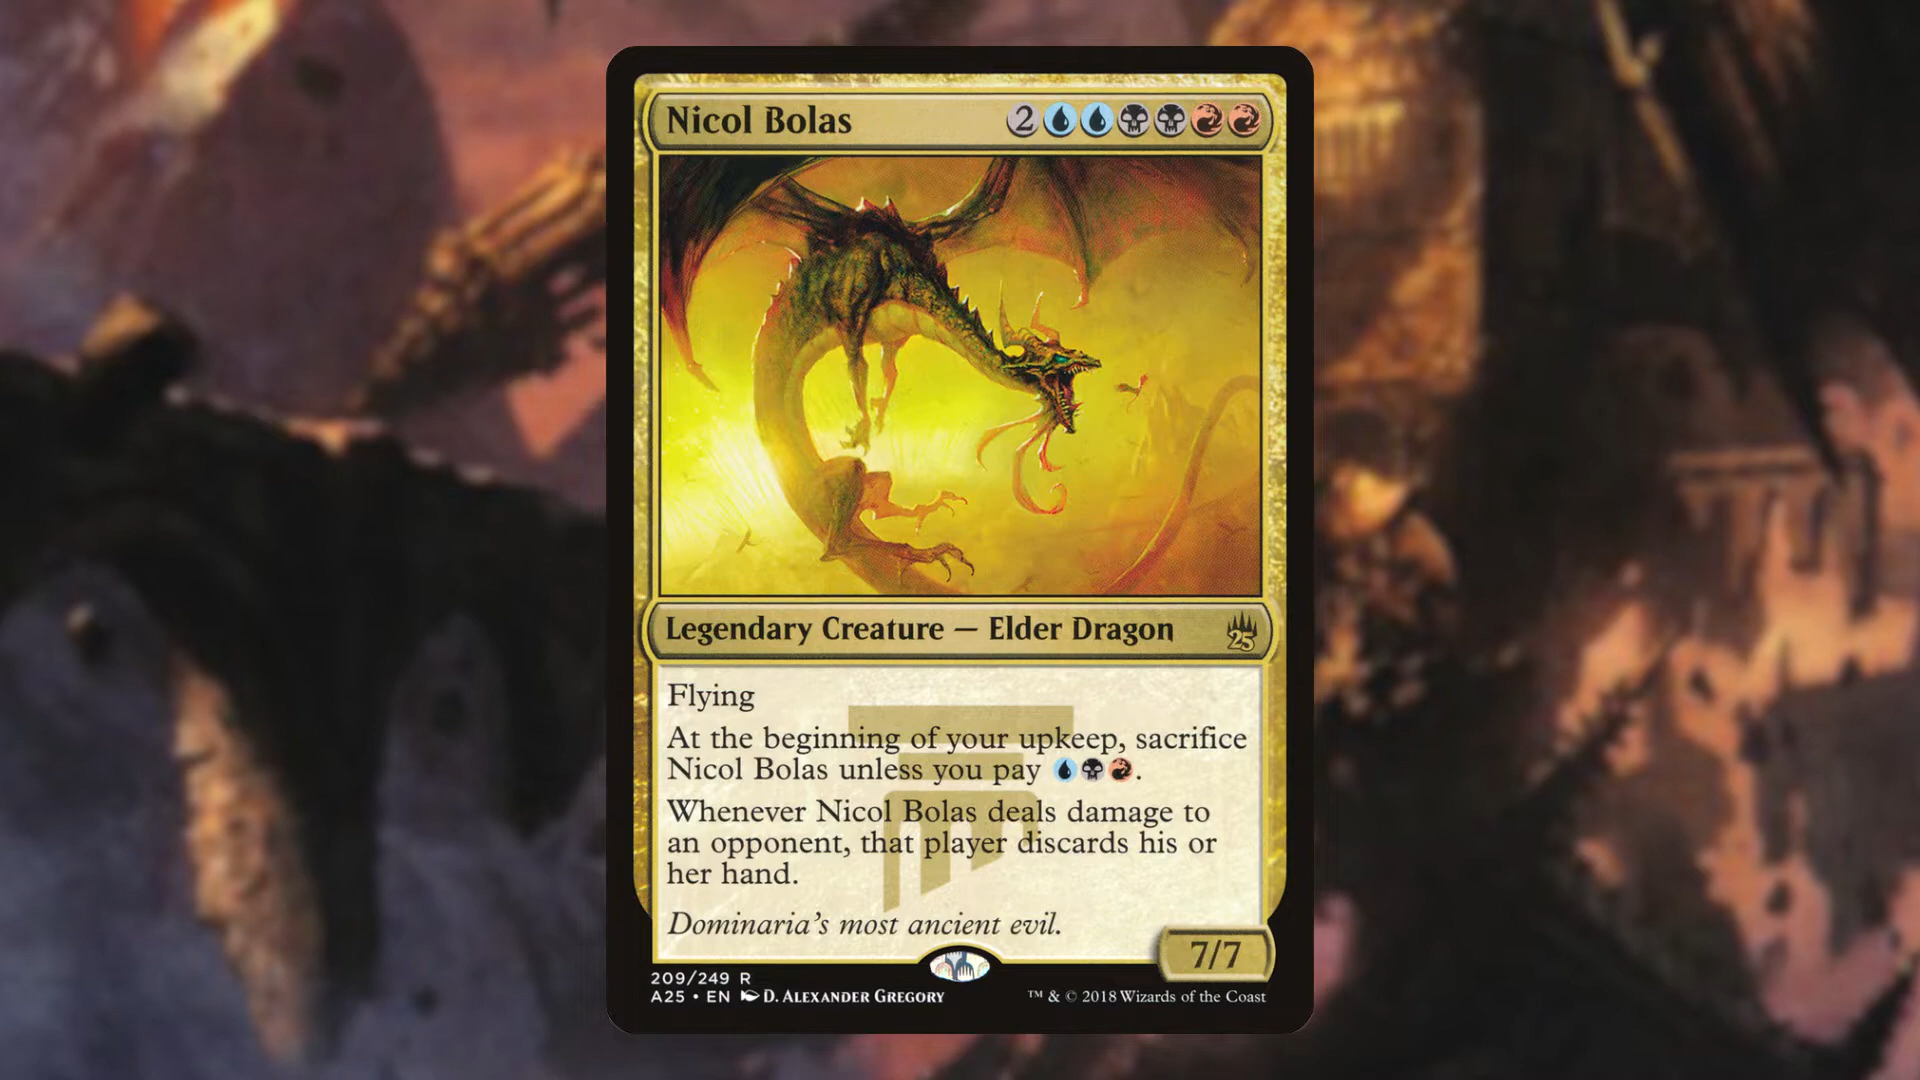 Nicol Bolas 2
Legendary Creature — Elder Dragon
25
Flying
At the beginning of your upkeep, sacrifice
Nicol Bolas unless you pay .
Whenever Nicol Bolas deals damage to
an opponent, that player discards his or
her hand.
Dominaria's most ancient evil.
7/7
209/249 R
A25 • EN D. Alexander Gregory
™ & © 2018 Wizards of the Coast